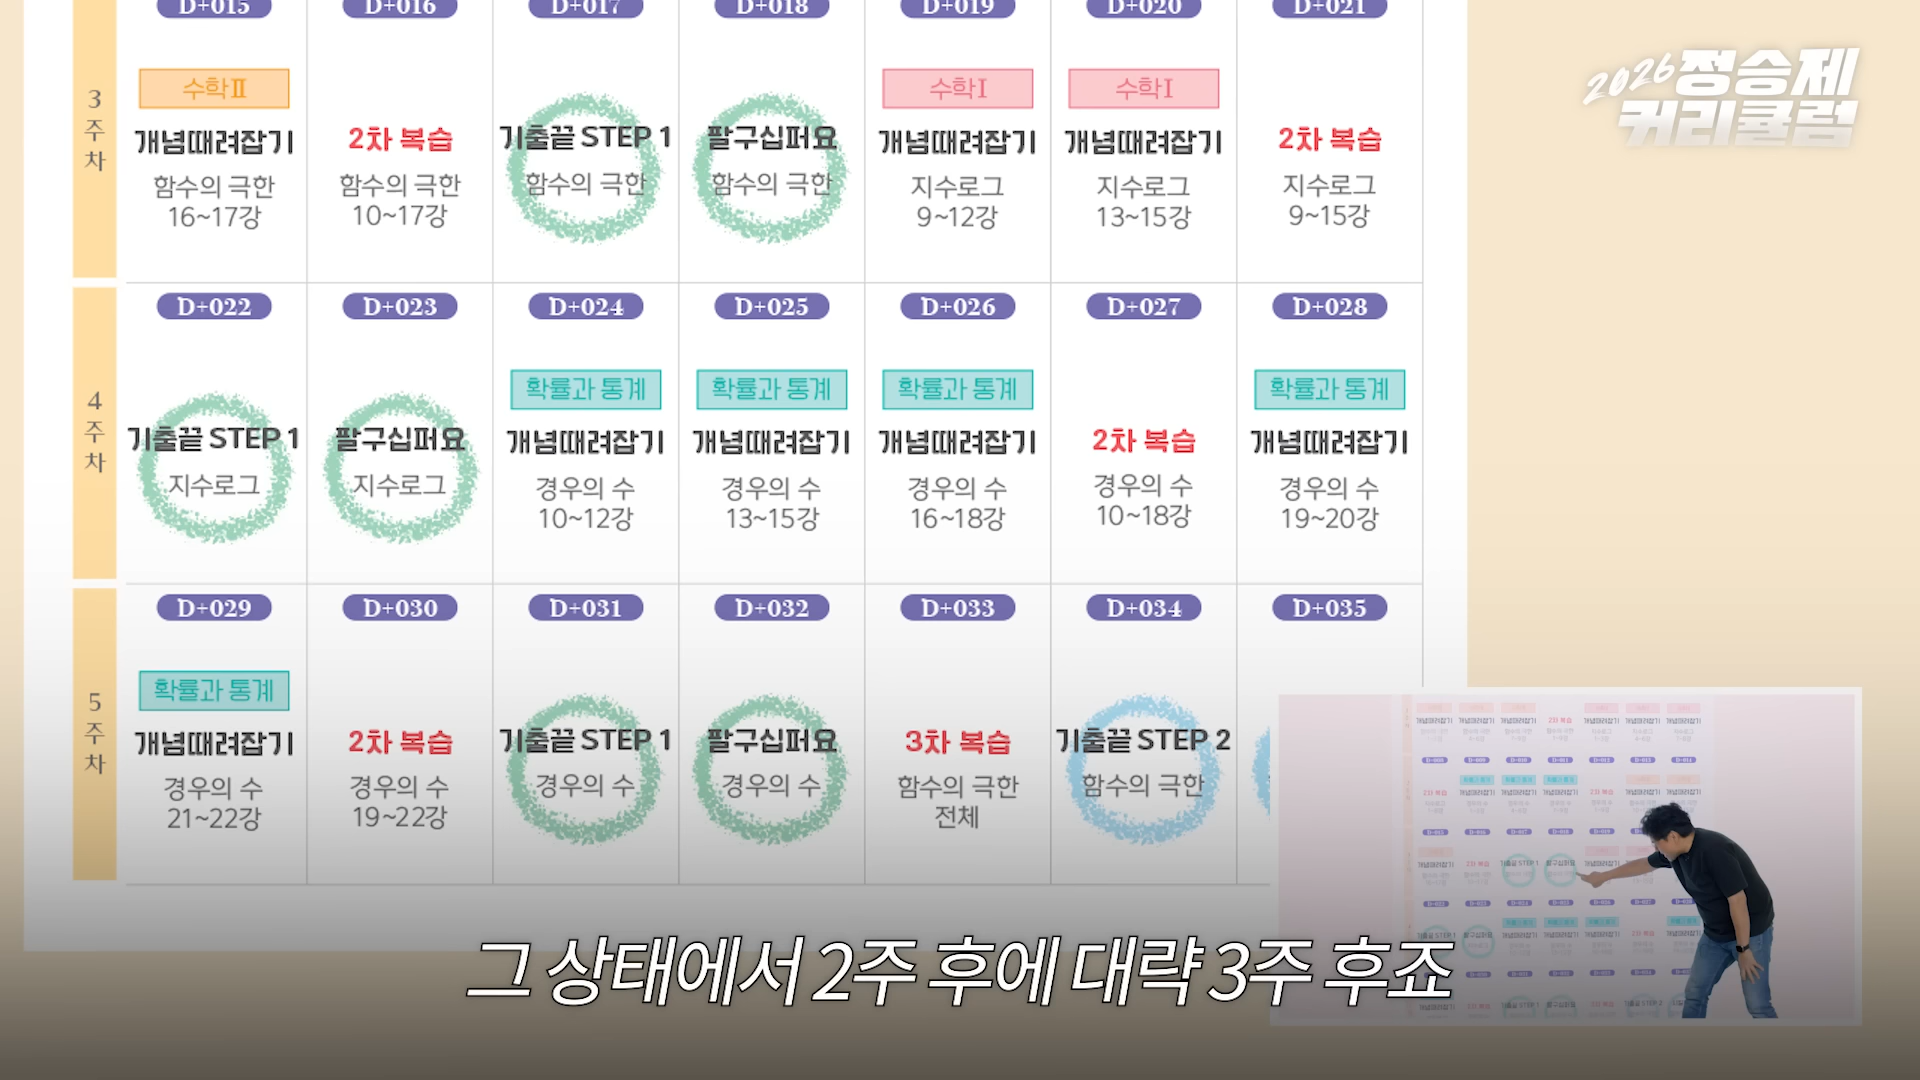 D+015 D+016 D+017 D+018 D+019 D+020 D+021
2026 정승제
커리큘럼
3주차
수학Ⅱ
개념때려잡기
함수의 극한
16~17강
2차 복습
함수의 극한
10~17강
기출끝 STEP 1
함수의 극한
팔구십퍼요
함수의 극한
수학Ⅰ
개념때려잡기
지수로그
9~12강
수학Ⅰ
개념때려잡기
지수로그
13~15강
2차 복습
지수로그
9~15강
4주차
D+022
기출끝 STEP 1
지수로그
D+023
팔구십퍼요
지수로그
D+024
확률과 통계
개념때려잡기
경우의 수
10~12강
D+025
확률과 통계
개념때려잡기
경우의 수
13~15강
D+026
확률과 통계
개념때려잡기
경우의 수
16~18강
D+027
2차 복습
경우의 수
10~18강
D+028
확률과 통계
개념때려잡기
경우의 수
19~20강
5주차
D+029
확률과 통계
개념때려잡기
경우의 수
21~22강
D+030
2차 복습
경우의 수
19~22강
D+031
기출끝 STEP 1
경우의 수
D+032
팔구십퍼요
경우의 수
D+033
3차 복습
함수의 극한
전체
D+034
기출끝 STEP 2
함수의 극한
D+035
그 상태에서 2주 후에 대략 3주 후죠